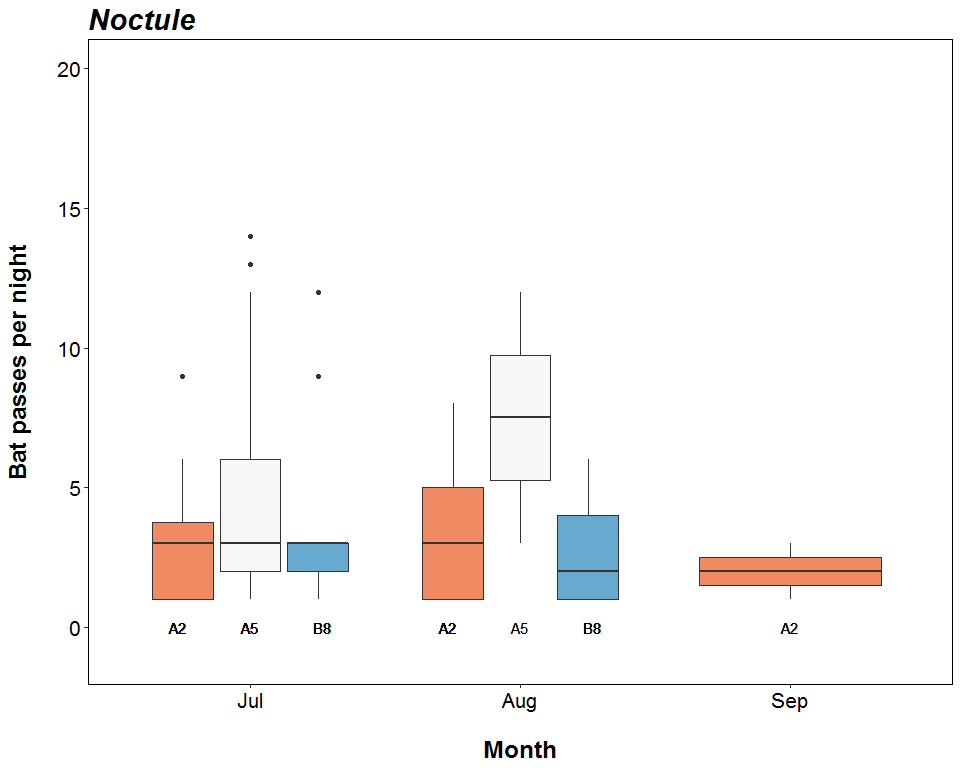 Noctule
20
15
10
5
0
Bat passes per night
A2 A5 B8 A2 A5 B8 A2
Jul Aug Sep
Month